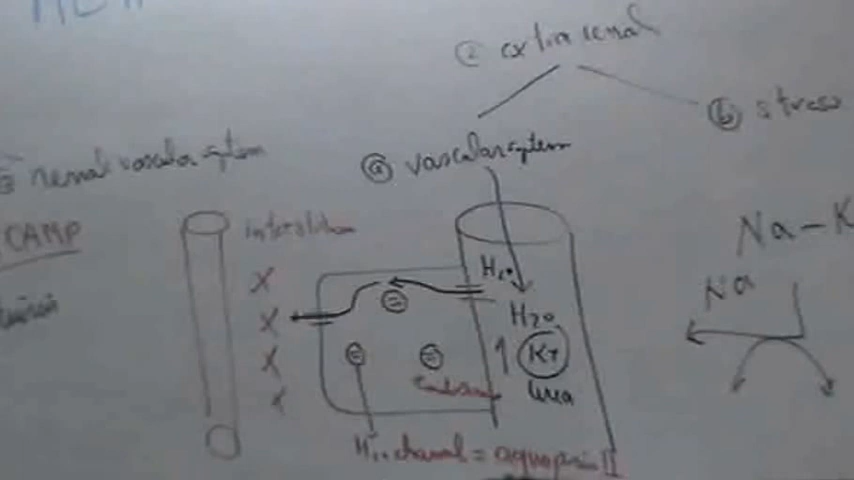 ② extra renal
ⓑ stress
ⓐ vascular system
renal vascular system
CAMP
interstitium
Na-K
Na
H₂O
H₂O
K+
urea
H₂O channel = aquaporin II
X
X
X
X